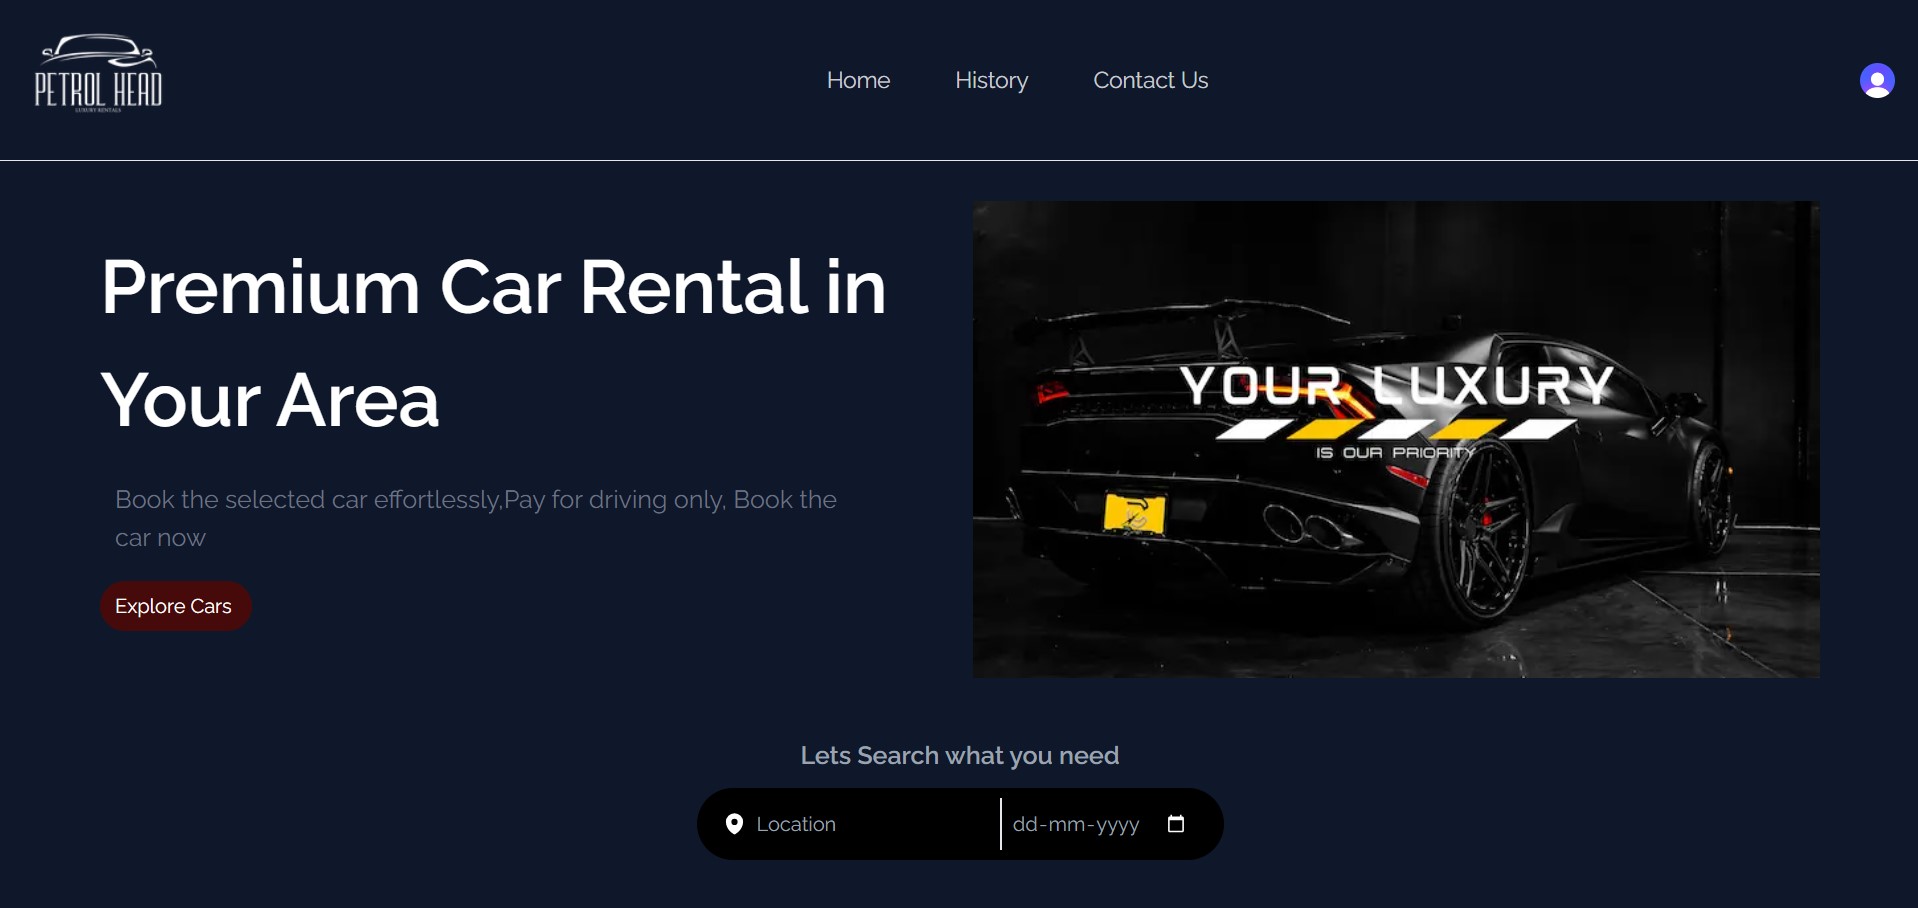 PETROL HEAD
LUXURY RENTALS
Home
History
Contact Us
Premium Car Rental in
Your Area
Book the selected car effortlessly,Pay for driving only, Book the
car now
Explore Cars
YOUR LUXURY
IS OUR PRIORITY
Lets Search what you need
Location
dd-mm-yyyy